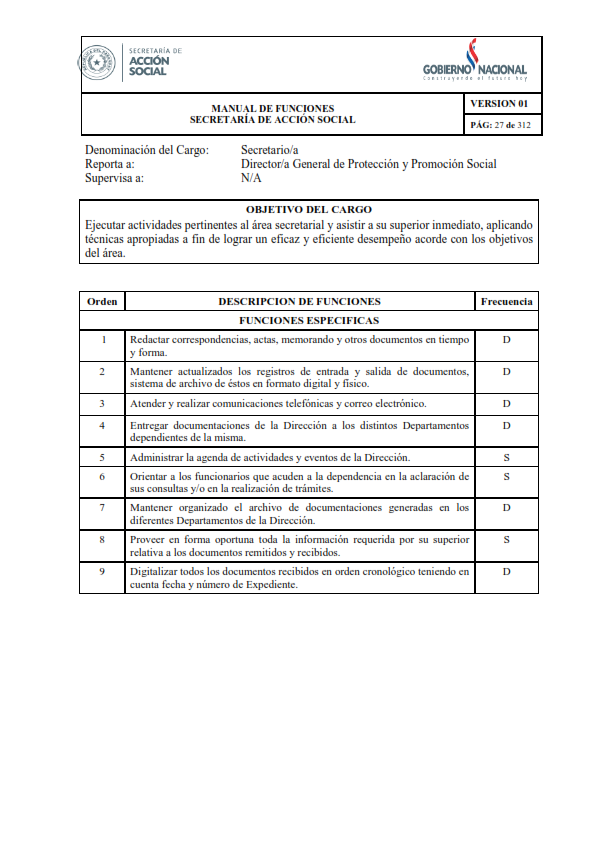 SECRETARÍA DE
ACCIÓN
SOCIAL
GOBIERNO NACIONAL
Construyendo el futuro hoy
MANUAL DE FUNCIONES
SECRETARÍA DE ACCIÓN SOCIAL
VERSION 01
PÁG: 27 de 312
Denominación del Cargo: Secretario/a
Reporta a: Director/a General de Protección y Promoción Social
Supervisa a: N/A
OBJETIVO DEL CARGO
Ejecutar actividades pertinentes al área secretarial y asistir a su superior inmediato, aplicando
técnicas apropiadas a fin de lograr un eficaz y eficiente desempeño acorde con los objetivos
del área.
Orden DESCRIPCION DE FUNCIONES Frecuencia
FUNCIONES ESPECIFICAS
1 Redactar correspondencias, actas, memorando y otros documentos en tiempo D
y forma.
2 Mantener actualizados los registros de entrada y salida de documentos, D
sistema de archivo de éstos en formato digital y físico.
3 Atender y realizar comunicaciones telefónicas y correo electrónico. D
4 Entregar documentaciones de la Dirección a los distintos Departamentos D
dependientes de la misma.
5 Administrar la agenda de actividades y eventos de la Dirección. S
6 Orientar a los funcionarios que acuden a la dependencia en la aclaración de S
sus consultas y/o en la realización de trámites.
7 Mantener organizado el archivo de documentaciones generadas en los D
diferentes Departamentos de la Dirección.
8 Proveer en forma oportuna toda la información requerida por su superior S
relativa a los documentos remitidos y recibidos.
9 Digitalizar todos los documentos recibidos en orden cronológico teniendo en D
cuenta fecha y número de Expediente.